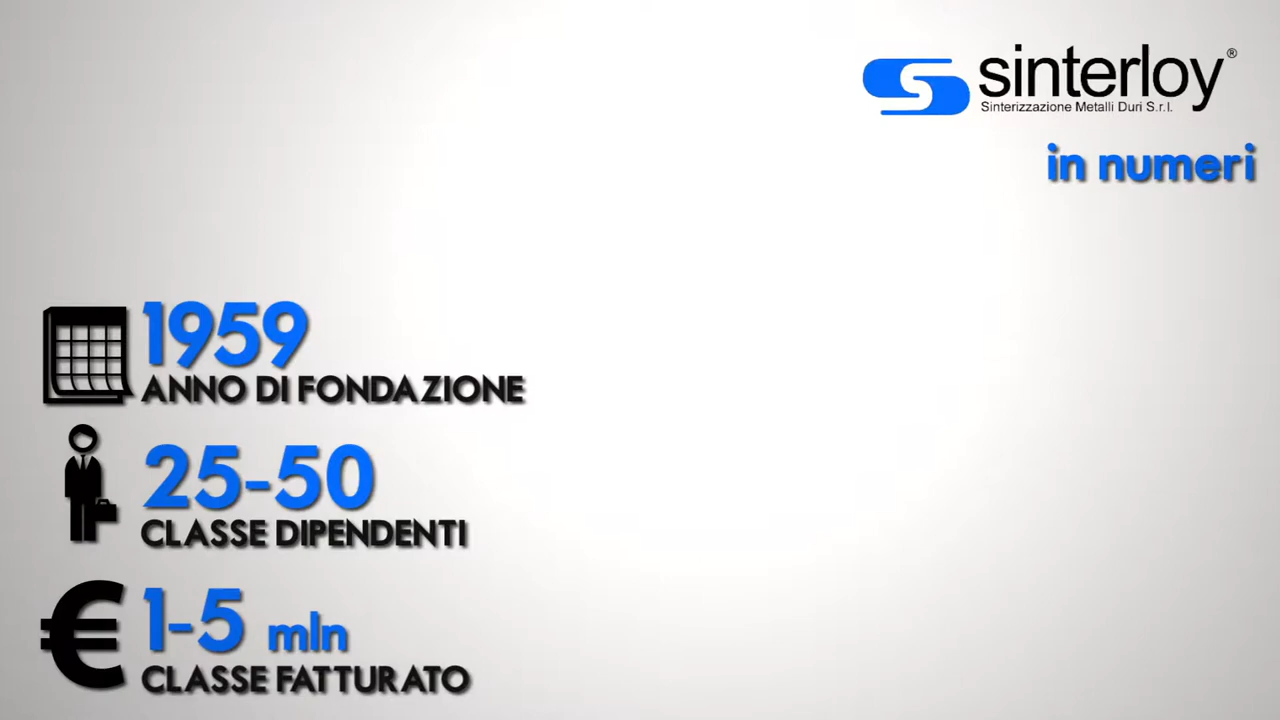 sinterloy®
Sinterizzazione Metalli Duri S.r.l.
in numeri
1959
ANNO DI FONDAZIONE
25-50
CLASSE DIPENDENTI
€ 1-5 mln
CLASSE FATTURATO